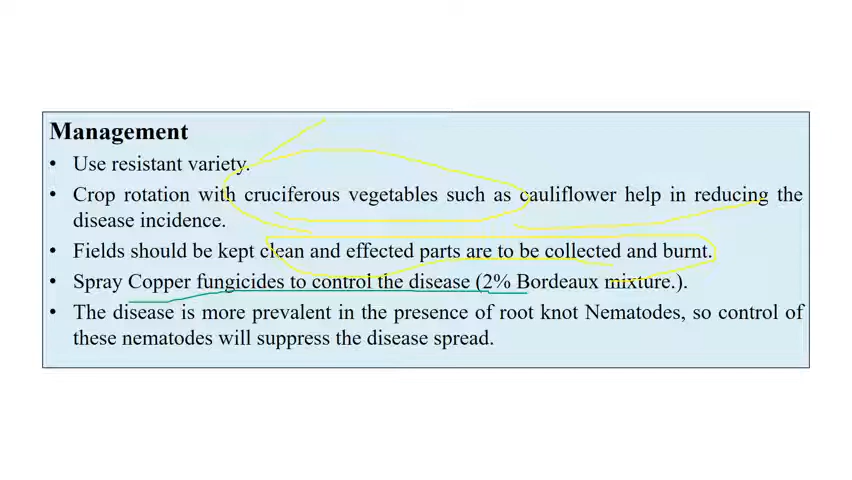 Management
• Use resistant variety.
• Crop rotation with cruciferous vegetables such as cauliflower help in reducing the
disease incidence.
• Fields should be kept clean and effected parts are to be collected and burnt.
• Spray Copper fungicides to control the disease (2% Bordeaux mixture.).
• The disease is more prevalent in the presence of root knot Nematodes, so control of
these nematodes will suppress the disease spread.